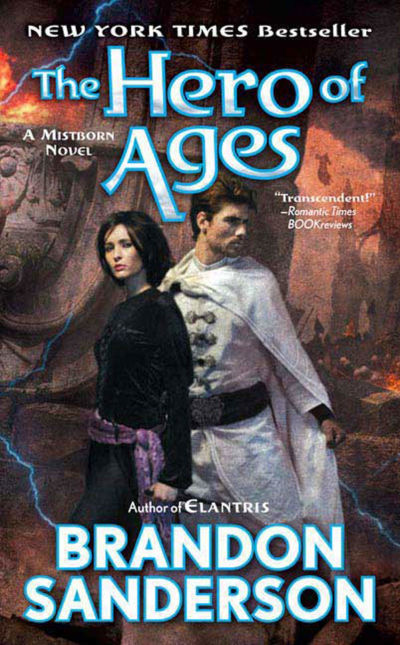 NEW YORK TIMES Bestseller
The Hero of
Ages
A MISTBORN
NOVEL
"Transcendent!"
—Romantic Times
BOOKreviews
Author of ELANTRIS
BRANDON
SANDERSON